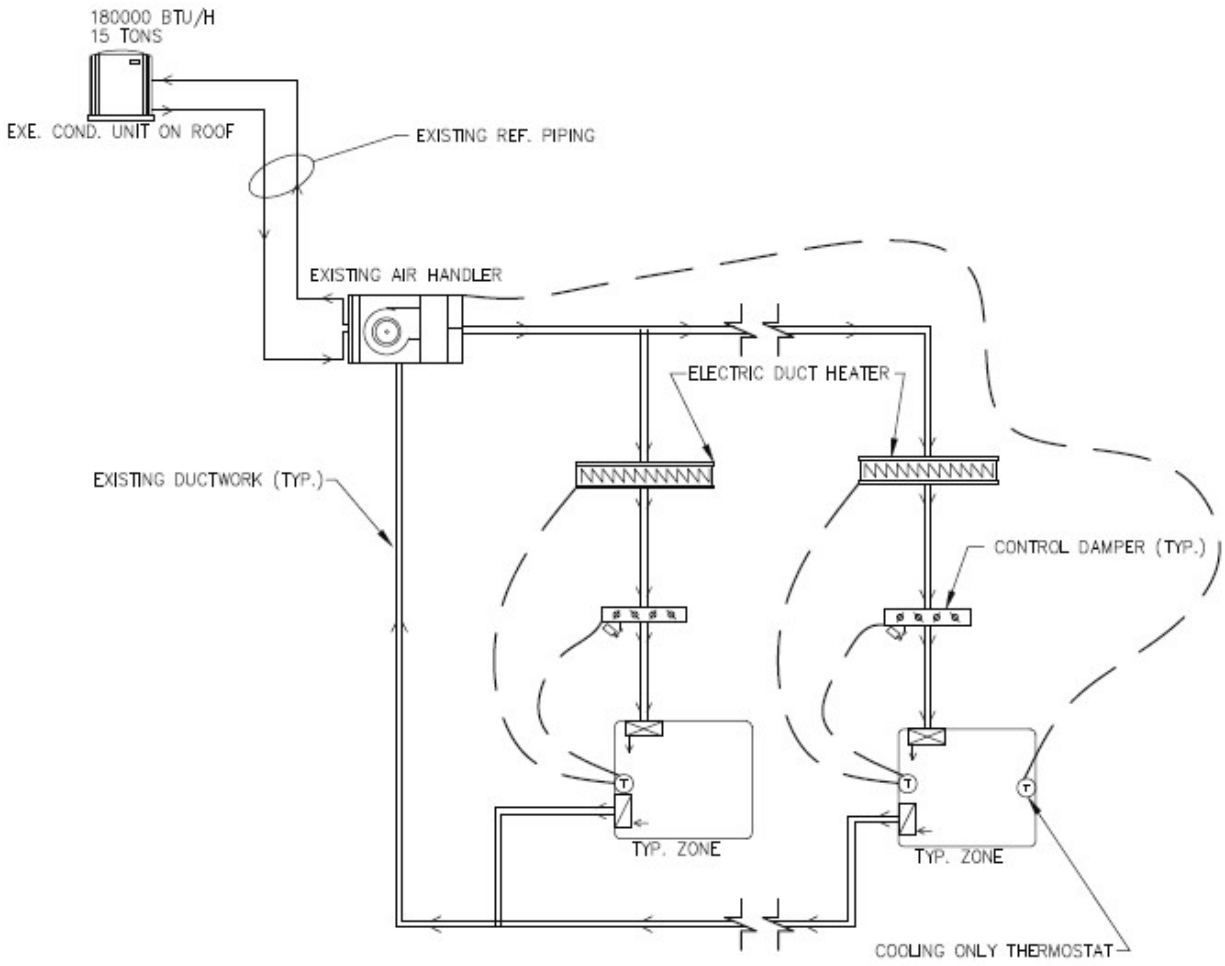 180000 BTU/H
15 TONS
EXE. COND. UNIT ON ROOF
EXISTING REF. PIPING
EXISTING AIR HANDLER
ELECTRIC DUCT HEATER
EXISTING DUCTWORK (TYP.)
CONTROL DAMPER (TYP.)
T
T
T
TYP. ZONE
TYP. ZONE
COOLING ONLY THERMOSTAT